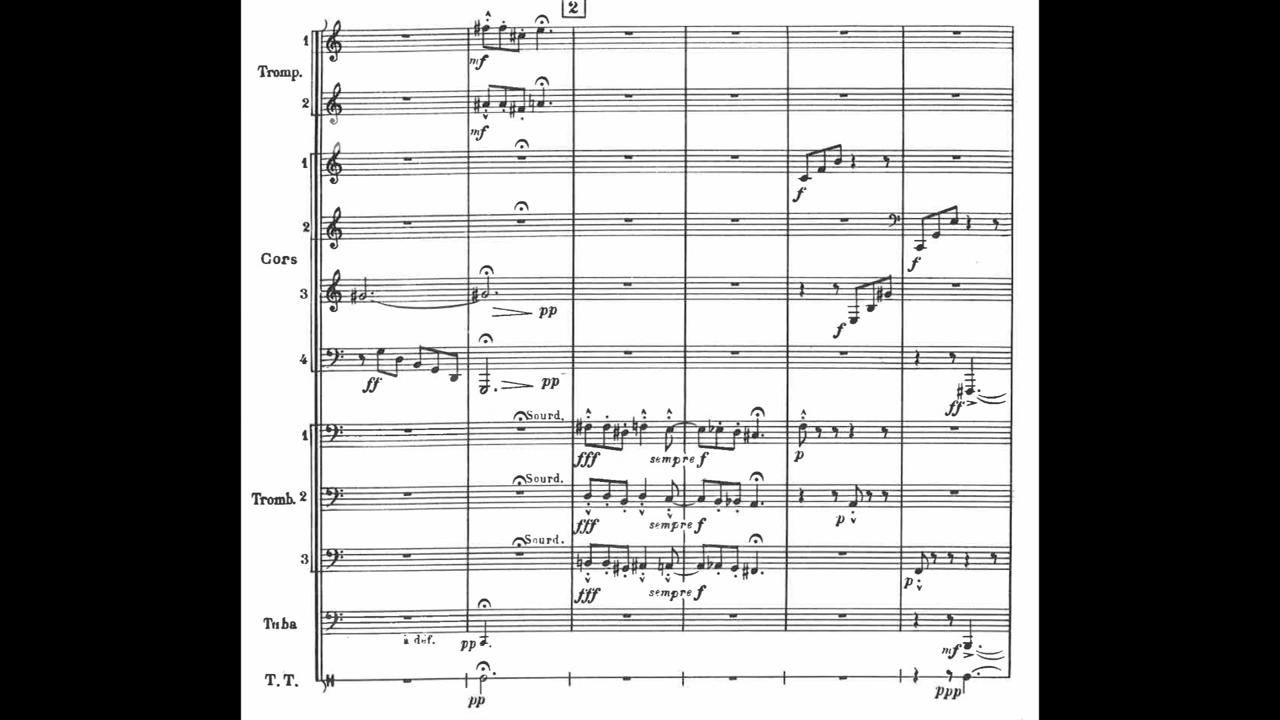 2
1
Tromp.
mf
2
mf
1
f
2
Cors
f
3
pp
f
4
ff
pp
ff
Sourd.
1
fff
sempre f
p
Sourd.
Tromb. 2
fff
sempre f
p
Sourd.
3
fff
sempre f
p
Tuba
à déf.
pp
mf
T.T.
pp
ppp